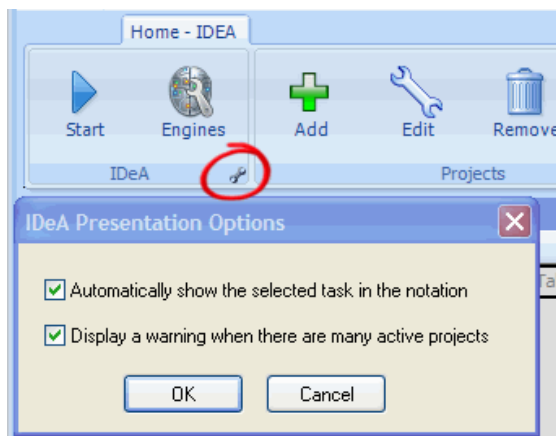 Home - IDEA
Start
Engines
Add
Edit
Remove
IDeA
Projects
IDeA Presentation Options
Ta
Automatically show the selected task in the notation
Display a warning when there are many active projects
OK
Cancel